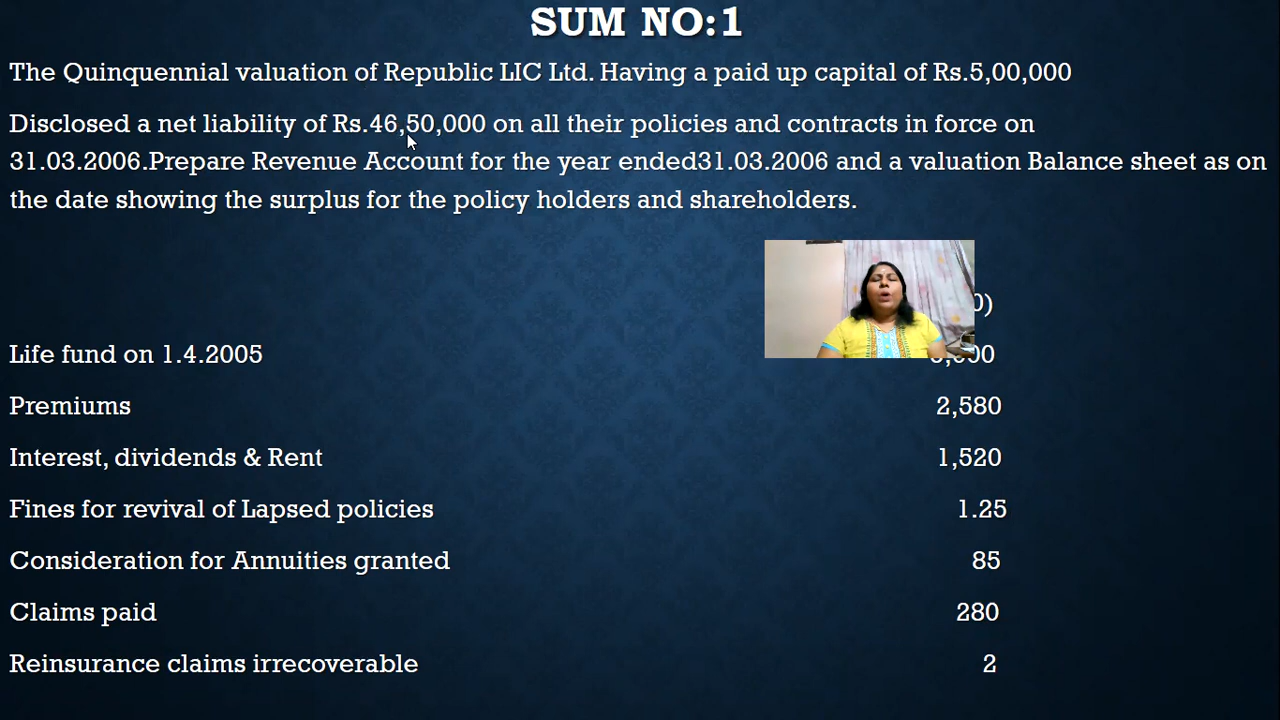 SUM NO:1
The Quinquennial valuation of Republic LIC Ltd. Having a paid up capital of Rs.5,00,000
Disclosed a net liability of Rs.46,50,000 on all their policies and contracts in force on
31.03.2006.Prepare Revenue Account for the year ended31.03.2006 and a valuation Balance sheet as on
the date showing the surplus for the policy holders and shareholders.
Life fund on 1.4.2005
Premiums 2,580
Interest, dividends & Rent 1,520
Fines for revival of Lapsed policies 1.25
Consideration for Annuities granted 85
Claims paid 280
Reinsurance claims irrecoverable 2